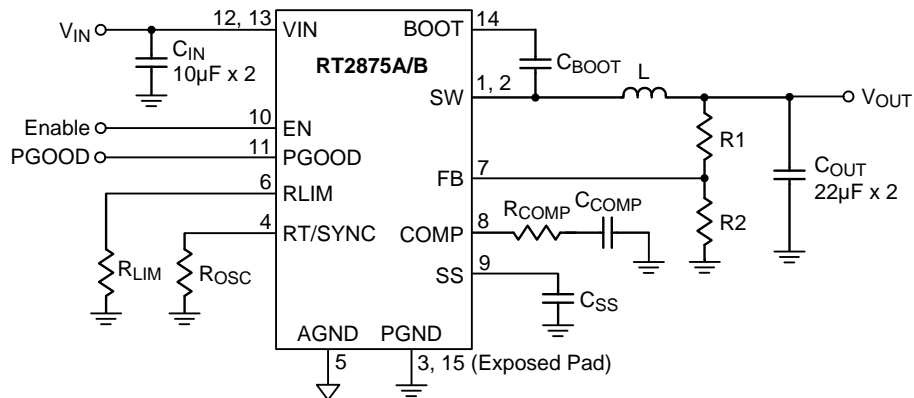 12, 13
14
VIN
VIN
BOOT
CIN
10µF x 2
RT2875A/B
CBOOT
1, 2
L
SW
VOUT
Enable
10
EN
R1
PGOOD
11
PGOOD
7
FB
COUT
22µF x 2
6
RLIM
RCOMP
CCOMP
R2
4
RT/SYNC
8
COMP
9
SS
RLIM
ROSC
CSS
AGND
PGND
5
3, 15 (Exposed Pad)